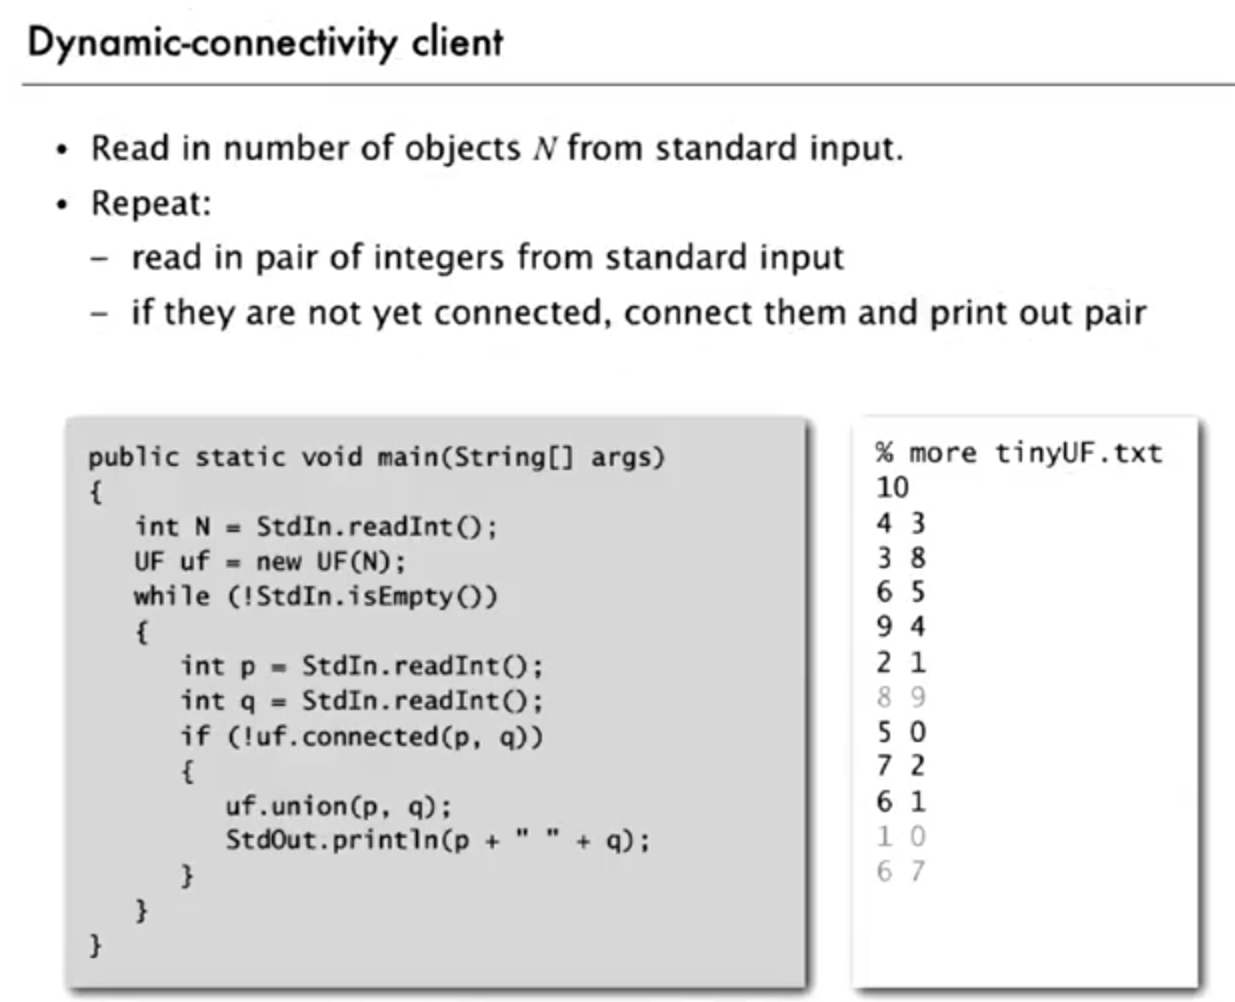 Dynamic-connectivity client
• Read in number of objects N from standard input.
• Repeat:
– read in pair of integers from standard input
– if they are not yet connected, connect them and print out pair
public static void main(String[] args)
{
   int N = StdIn.readInt();
   UF uf = new UF(N);
   while (!StdIn.isEmpty())
   {
      int p = StdIn.readInt();
      int q = StdIn.readInt();
      if (!uf.connected(p, q))
      {
         uf.union(p, q);
         StdOut.println(p + " " + q);
      }
   }
}
% more tinyUF.txt
10
4 3
3 8
6 5
9 4
2 1
8 9
5 0
7 2
6 1
1 0
6 7